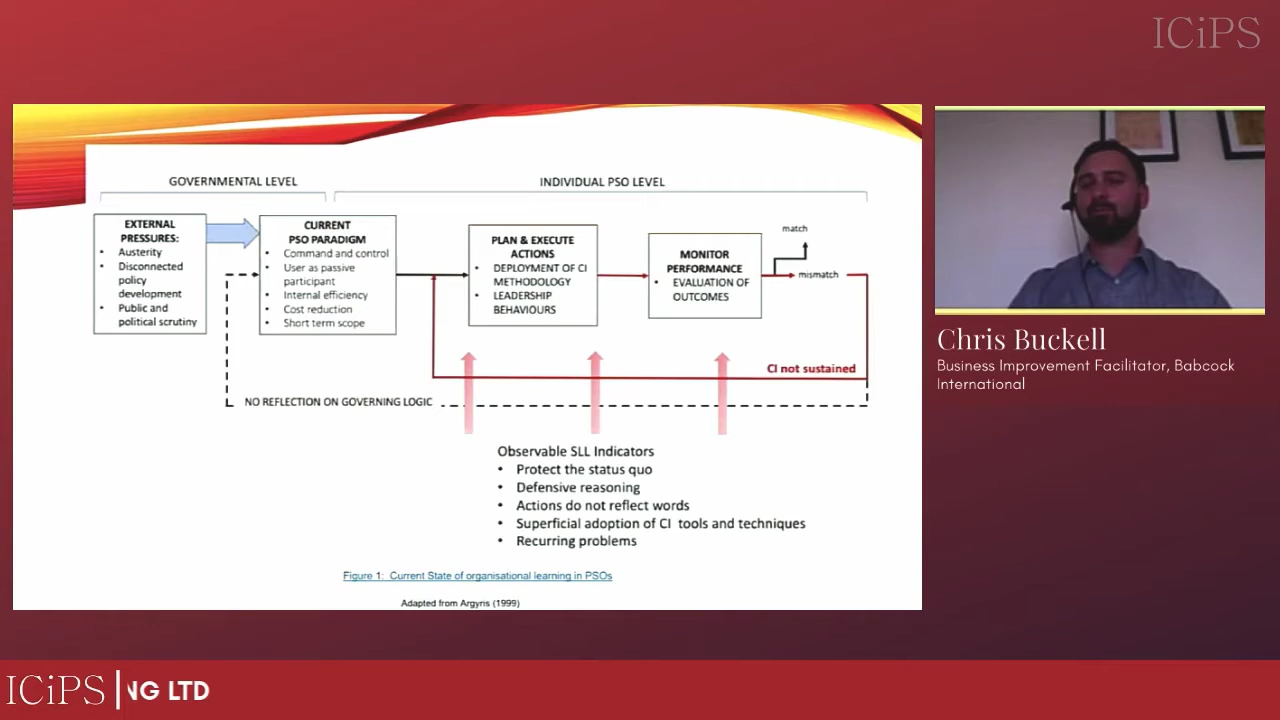 ICiPS
GOVERNMENTAL LEVEL
INDIVIDUAL PSO LEVEL
EXTERNAL
PRESSURES:
• Austerity
• Disconnected
policy
development
• Public and
political scrutiny
CURRENT
PSO PARADIGM
• Command and control
• User as passive
participant
• Internal efficiency
• Cost reduction
• Short term scope
PLAN & EXECUTE
ACTIONS
• DEPLOYMENT OF CI
METHODOLOGY
• LEADERSHIP
BEHAVIOURS
MONITOR
PERFORMANCE
• EVALUATION OF
OUTCOMES
match
mismatch
CI not sustained
NO REFLECTION ON GOVERNING LOGIC
Observable SLL Indicators
• Protect the status quo
• Defensive reasoning
• Actions do not reflect words
• Superficial adoption of CI tools and techniques
• Recurring problems
Figure 1: Current State of organisational learning in PSOs
Adapted from Argyris (1999)
Chris Buckell
Business Improvement Facilitator, Babcock
International
ICiPS
NG LTD